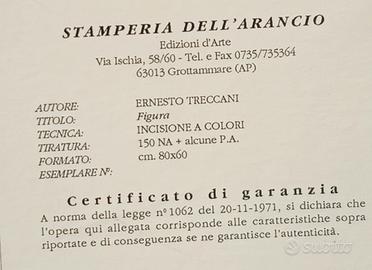 STAMPERIA DELL'ARANCIO
Edizioni d'Arte
Via Ischia, 58/60 - Tel. e Fax 0735/735364
63013 Grottammare (AP)
AUTORE: ERNESTO TRECCANI
TITOLO: Figura
TECNICA: INCISIONE A COLORI
TIRATURA: 150 NA + alcune P.A.
FORMATO: cm. 80x60
ESEMPLARE N°:
Certificato di garanzia
A norma della legge n° 1062 del 20-11-1971, si dichiara che
l'opera qui allegata corrisponde alle caratteristiche sopra
riportate e di conseguenza se ne garantisce l'autenticità.
subito